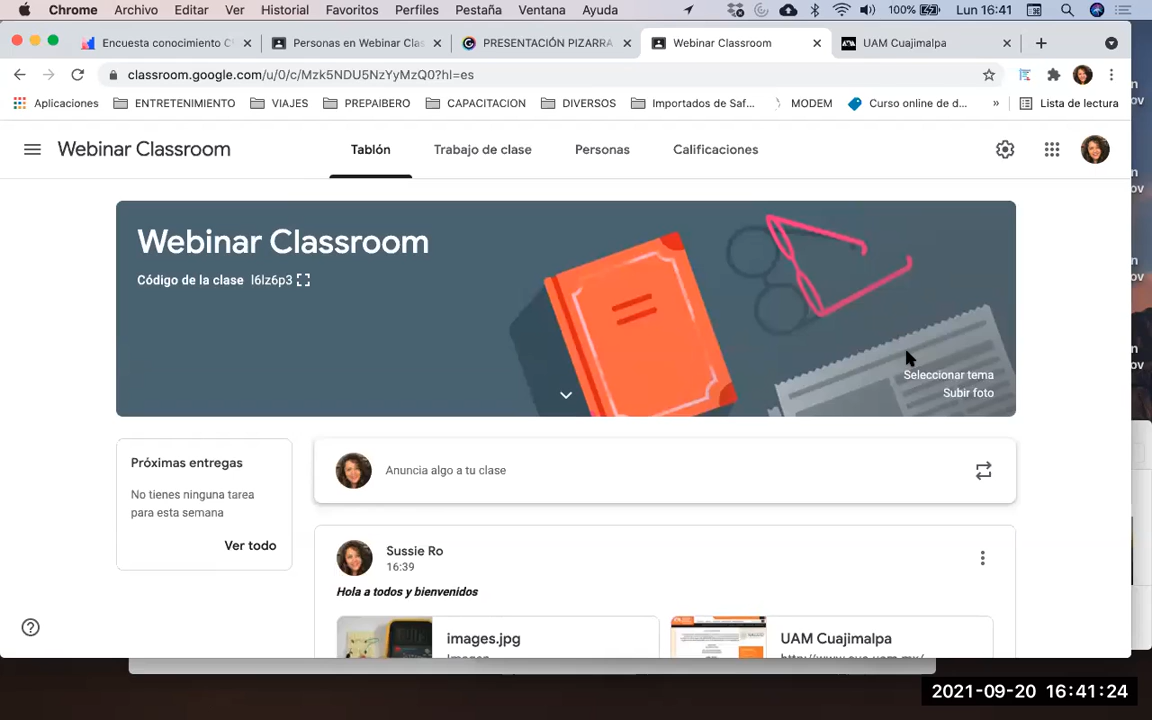 Chrome Archivo Editar Ver Historial Favoritos Perfiles Pestaña Ventana Ayuda 100% Lun 16:41
Encuesta conocimiento C Personas en Webinar Clas PRESENTACIÓN PIZARRA Webinar Classroom UAM Cuajimalpa
classroom.google.com/u/0/c/Mzk5NDU5NzYyMzQ0?hl=es
Aplicaciones ENTRETENIMIENTO VIAJES PREPAIBERO CAPACITACION DIVERSOS Importados de Saf... MODEM Curso online de d... » Lista de lectura
Webinar Classroom Tablón Trabajo de clase Personas Calificaciones
Webinar Classroom
Código de la clase l6lz6p3
Seleccionar tema
Subir foto
Próximas entregas
No tienes ninguna tarea
para esta semana
Ver todo
Anuncia algo a tu clase
Sussie Ro
16:39
Hola a todos y bienvenidos
images.jpg
Imagen
UAM Cuajimalpa
2021-09-20 16:41:24